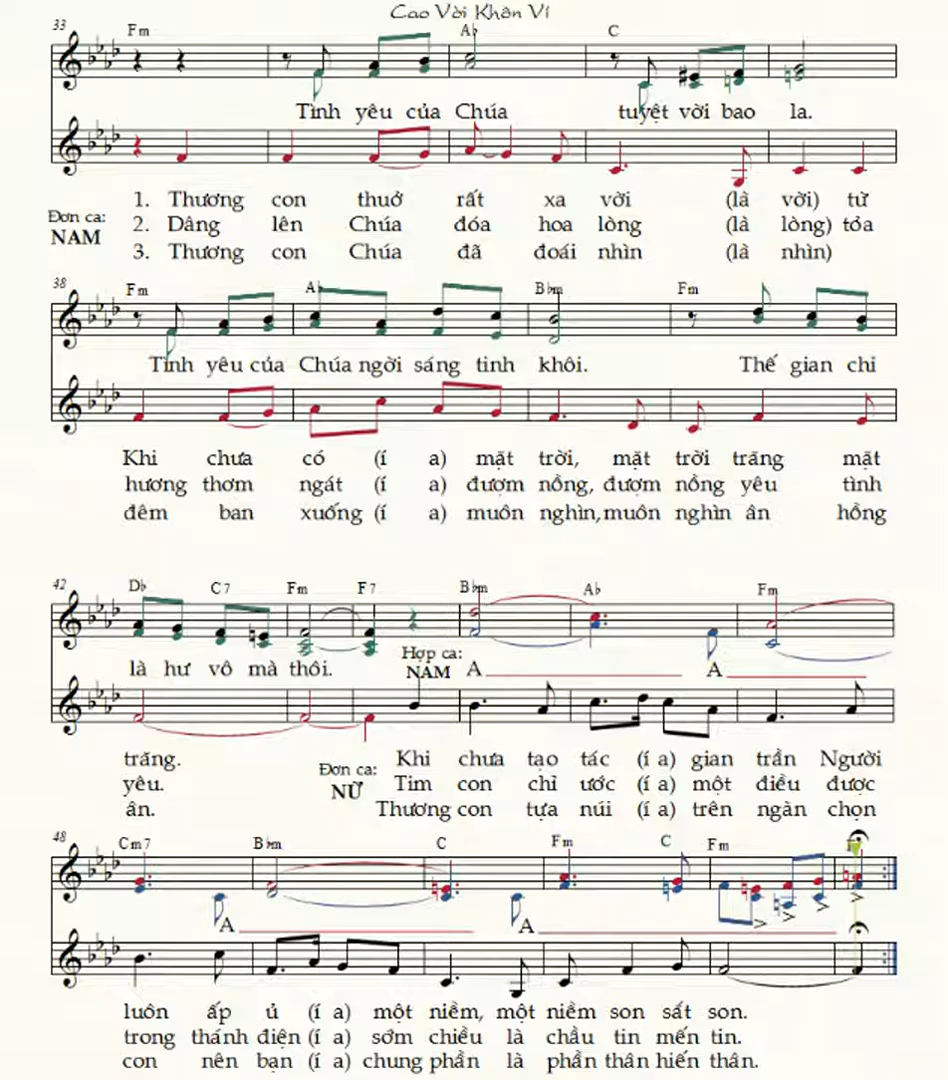 Cao Vời Khôn Ví
33 Fm Ab C
Tình yêu của Chúa tuyệt vời bao la.
Đơn ca:
NAM
1. Thương con thuở rất xa vời (là vời) từ
2. Dâng lên Chúa đóa hoa lòng (là lòng) tỏa
3. Thương con Chúa đã đoái nhìn (là nhìn)
38 Fm Ab Bbm Fm
Tình yêu của Chúa ngời sáng tinh khôi. Thế gian chỉ
Khi chưa có (í a) mặt trời, mặt trời trăng mặt
hương thơm ngát (í a) đượm nồng, đượm nồng yêu tình
đêm ban xuống (í a) muôn nghìn, muôn nghìn ân hồng
42 Db C7 Fm F7 Bbm Ab Fm
là hư vô mà thôi. Hợp ca:
NAM A A
trăng. Khi chưa tạo tác (í a) gian trần Người
Đơn ca:
NỮ
yêu. Tim con chỉ ước (í a) một điều được
ân. Thương con tựa núi (í a) trên ngàn chọn
48 Cm7 Bbm C Fm C Fm
A A
luôn ấp ủ (í a) một niềm, một niềm son sắt son.
trong thánh điện (í a) sớm chiều là chầu tin mến tin.
con nên bạn (í a) chung phần là phần thân hiến thân.